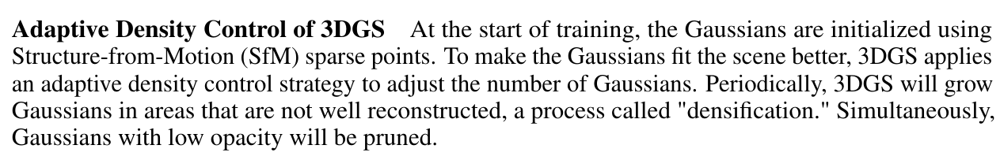 Adaptive Density Control of 3DGS At the start of training, the Gaussians are initialized using
Structure-from-Motion (SfM) sparse points. To make the Gaussians fit the scene better, 3DGS applies
an adaptive density control strategy to adjust the number of Gaussians. Periodically, 3DGS will grow
Gaussians in areas that are not well reconstructed, a process called "densification." Simultaneously,
Gaussians with low opacity will be pruned.